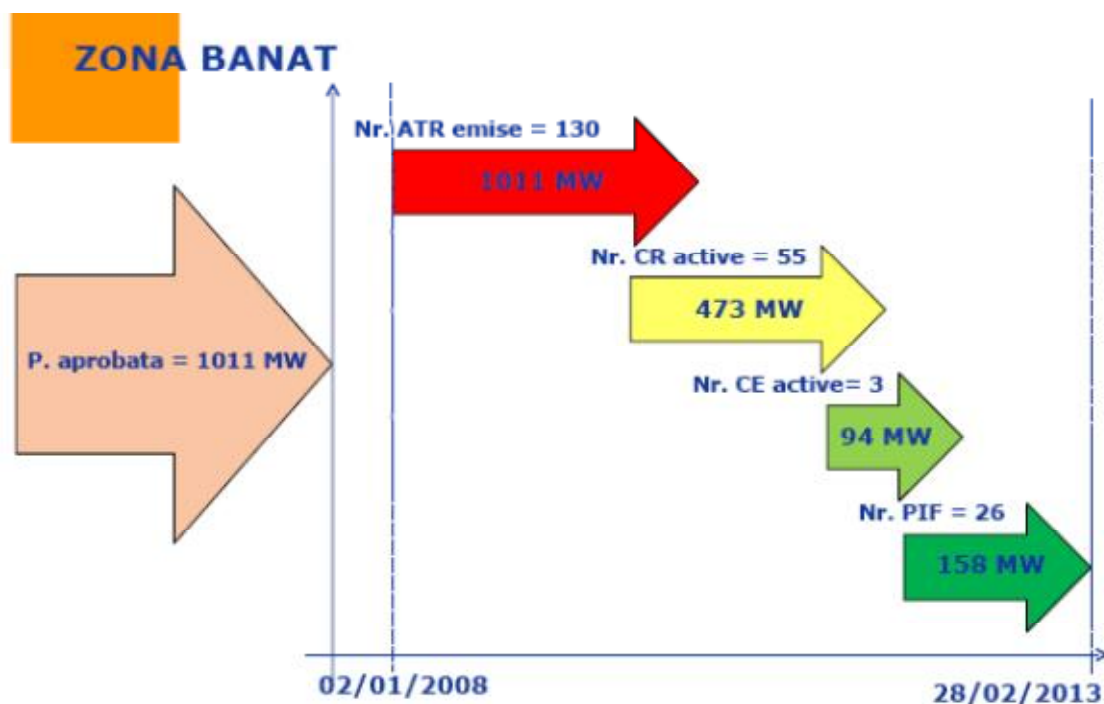 ZONA BANAT
Nr. ATR emise = 130
1011 MW
Nr. CR active = 55
473 MW
P. aprobata = 1011 MW
Nr. CE active= 3
94 MW
Nr. PIF = 26
158 MW
02/01/2008
28/02/2013